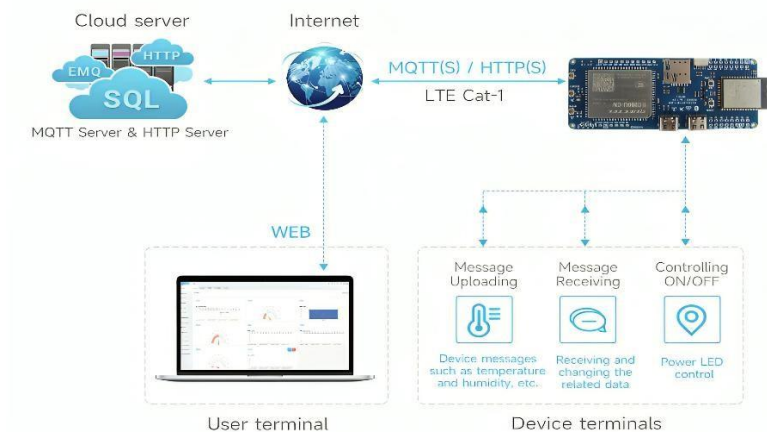 Cloud server
Internet
HTTP
EMQ
SQL
MQTT(S) / HTTP(S)
LTE Cat-1
MQTT Server & HTTP Server
WEB
Message
Uploading
Message
Receiving
Controlling
ON/OFF
Device messages
such as temperature
and humidity, etc.
Receiving and
changing the
related data
Power LED
control
User terminal
Device terminals